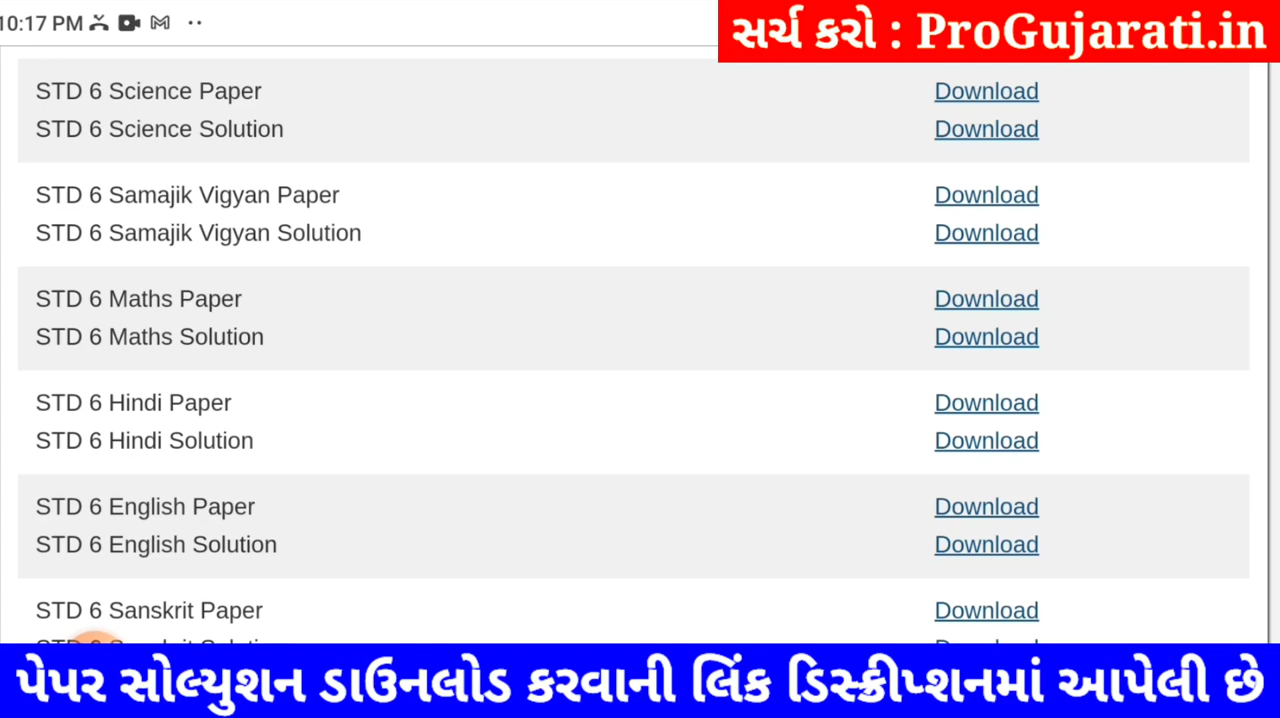 10:17 PM
સર્ચ કરો : ProGujarati.in
STD 6 Science Paper Download
STD 6 Science Solution Download
STD 6 Samajik Vigyan Paper Download
STD 6 Samajik Vigyan Solution Download
STD 6 Maths Paper Download
STD 6 Maths Solution Download
STD 6 Hindi Paper Download
STD 6 Hindi Solution Download
STD 6 English Paper Download
STD 6 English Solution Download
STD 6 Sanskrit Paper Download
પેપર સોલ્યુશન ડાઉનલોડ કરવાની લિંક ડિસ્ક્રીપ્શનમાં આપેલી છે